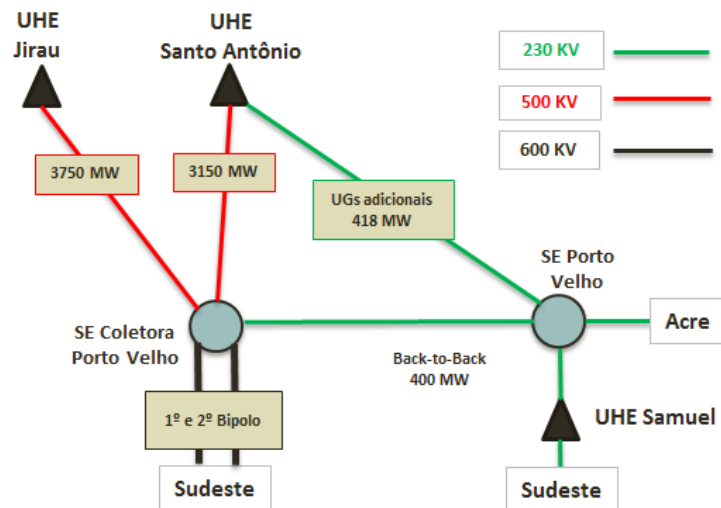 UHE
Jirau
UHE
Santo Antônio
230 KV
500 KV
600 KV
3750 MW
3150 MW
UGs adicionais
418 MW
SE Porto
Velho
SE Coletora
Porto Velho
Acre
Back-to-Back
400 MW
1º e 2º Bipolo
UHE Samuel
Sudeste
Sudeste